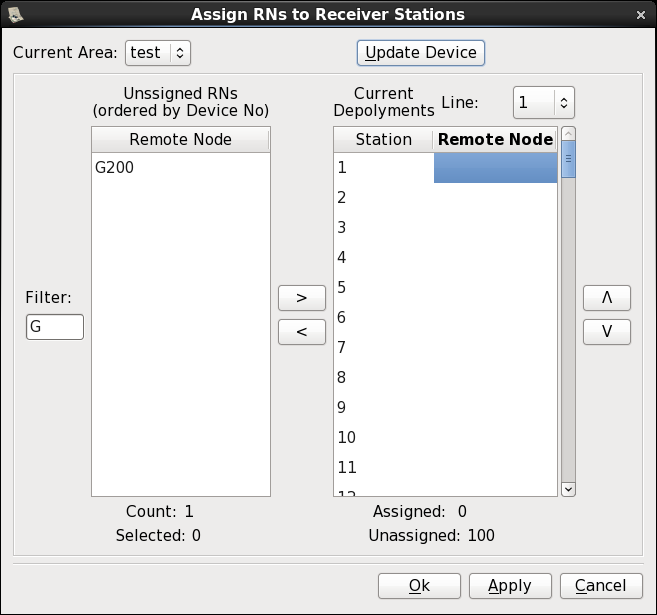 Assign RNs to Receiver Stations
Current Area: test
Update Device
Unssigned RNs
(ordered by Device No)
Current
Depolyments
Line: 1
Remote Node
Station Remote Node
G200
1
2
3
4
5
6
7
8
9
10
11
12
Filter:
G
>
<
Λ
V
Count: 1
Selected: 0
Assigned: 0
Unassigned: 100
Ok
Apply
Cancel